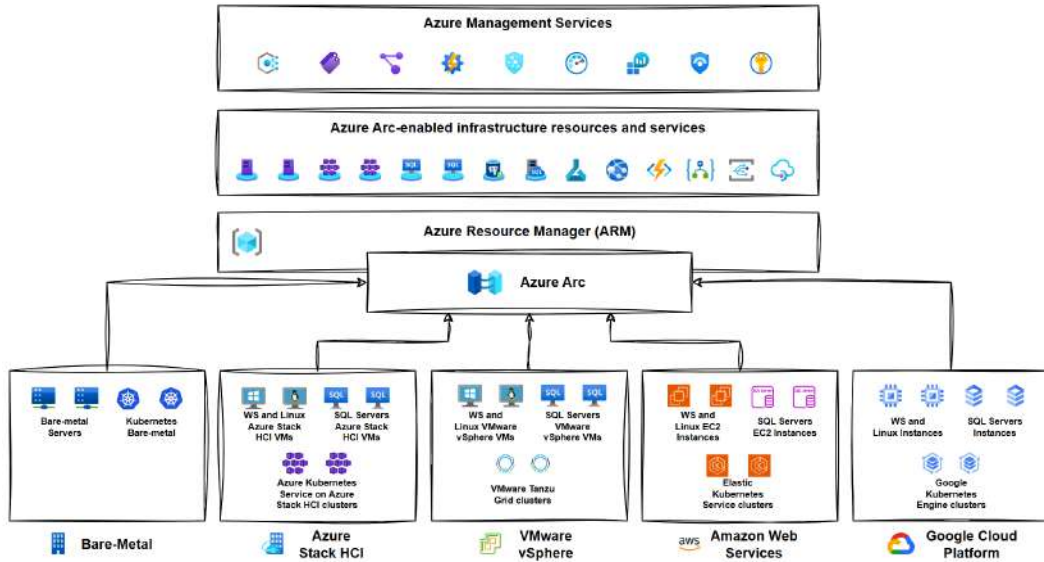 Azure Management Services
Azure Arc-enabled infrastructure resources and services
Azure Resource Manager (ARM)
Azure Arc
Bare-metal
Servers
Kubernetes
Bare-metal
WS and Linux
Azure Stack
HCI VMs
SQL
SQL
SQL Servers
Azure Stack
HCI VMs
Azure Kubernetes
Service on Azure
Stack HCI clusters
WS and
Linux VMware
vSphere VMs
SQL
SQL
SQL Servers
VMware
vSphere VMs
VMware Tanzu
Grid clusters
WS and
Linux EC2
Instances
SQL Servers
EC2 Instances
Elastic
Kubernetes
Service clusters
WS and
Linux Instances
SQL Servers
Instances
Google
Kubernetes
Engine clusters
Bare-Metal
Azure
Stack HCI
VMware
vSphere
aws
Amazon Web
Services
Google Cloud
Platform